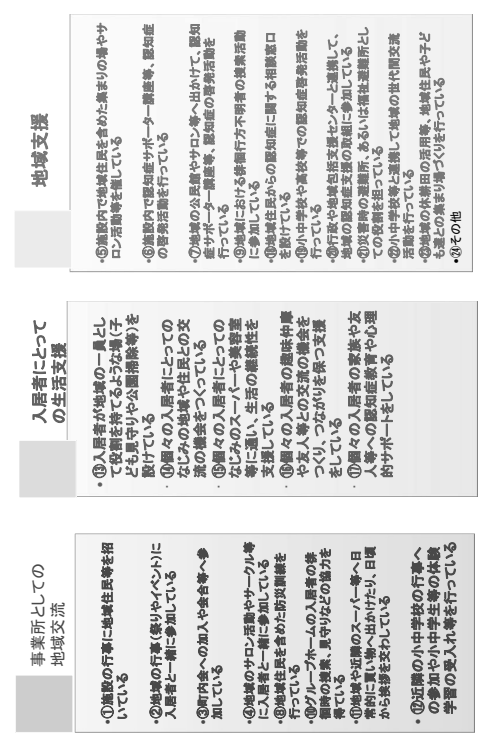 事業所としての
地域交流
•①施設の行事に地域住民等を招
いている
•②地域の行事(祭りやイベント)に
入居者と一緒に参加している
•③町内会への加入や会合等へ参
加している
•④地域のサロン活動やサークル等
に入居者と一緒に参加している
•⑧地域住民を含めた防災訓練を
行っている
•⑩グループホームの入居者の徘
徊時の捜索、見守りなどの協力を
得ている
•⑪地域や近隣のスーパー等へ日
常的に買い物へ出かけたり、日頃
から挨拶を交わしている
•⑫近隣の小中学校の行事へ
の参加や小中学生等の体験
学習の受入れ等を行っている
入居者にとって
の生活支援
•⑬入居者が地域の一員とし
て役割を持てるような場(子
ども見守りや公園掃除等)を
設けている
•⑭個々の入居者にとっての
なじみの地域や住民との交
流の機会をつくっている
•⑮個々の入居者にとっての
なじみのスーパーや美容室
等に通い、生活の継続性を
支援している
•⑯個々の入居者の趣味仲庫
や友人等との交流の機会を
つくり、つながりを保つ支援
をしている
•⑰個々の入居者の家族や友
人等への認知症教育や心理
的サポートをしている
地域支援
•⑤施設内で地域住民を含めた集まりの場やサ
ロン活動等を催している
•⑥施設内で認知症サポーター講座等、認知症
の啓発活動を行っている
•⑦地域の公民館やサロン等へ出かけて、認知
症サポーター講座等、認知症の啓発活動を
行っている
•⑨地域における徘徊行方不明者の捜索活動
に参加している
•⑱地域住民からの認知症に関する相談窓口
を設けている
•⑲小中学校や高校等での認知症啓発活動を
行っている
•⑳行政や地域包括支援センターと連携して、
地域の認知症支援の取組に参加している
•㉑災害時の避難所、あるいは福祉避難所とし
ての役割を担っている
•㉒小中学校等と連携して地域の世代間交流
活動を行っている
•㉓地域の休耕田の活用等、地域住民や子ど
も達との集まり場づくりを行っている
•㉔その他